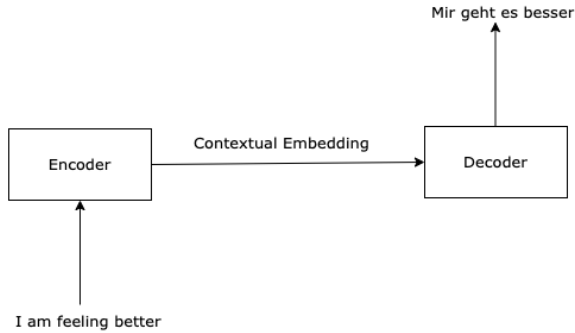 Mir geht es besser
Contextual Embedding
Encoder
Decoder
I am feeling better